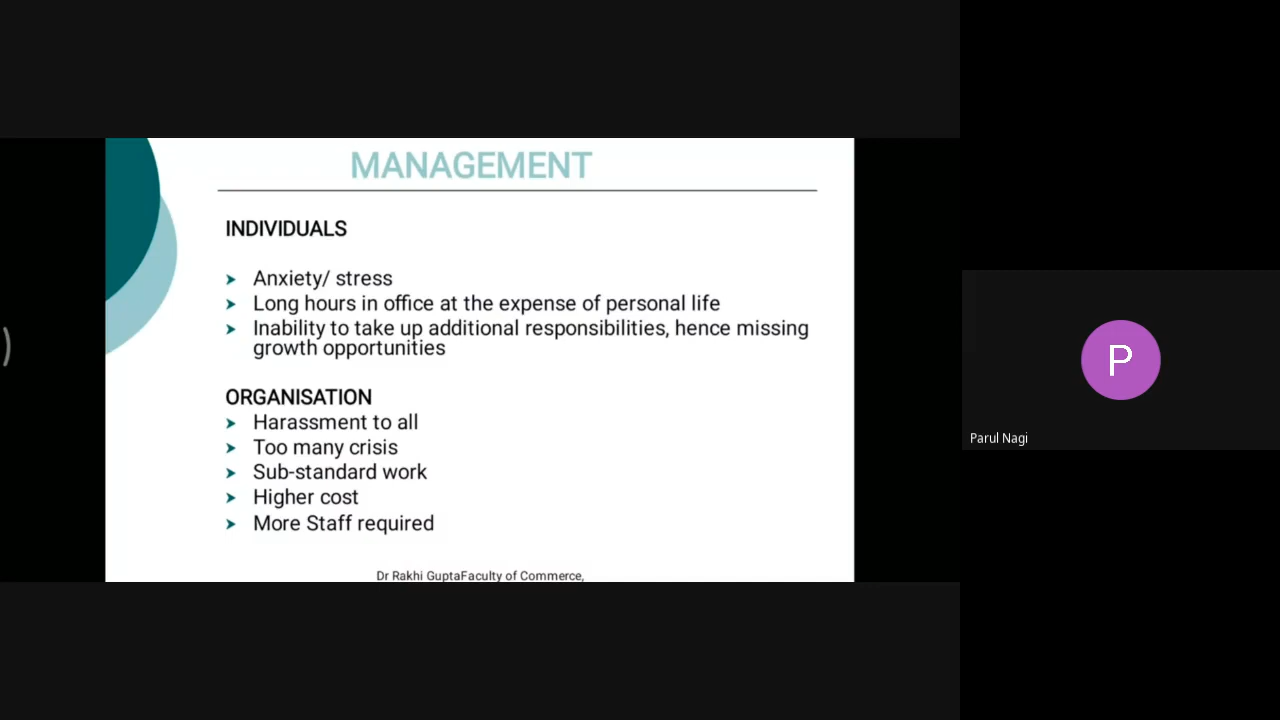 MANAGEMENT
INDIVIDUALS
Anxiety/ stress
Long hours in office at the expense of personal life
Inability to take up additional responsibilities, hence missing
growth opportunities
ORGANISATION
Harassment to all
Too many crisis
Sub-standard work
Higher cost
More Staff required
Dr Rakhi GuptaFaculty of Commerce,
P
Parul Nagi